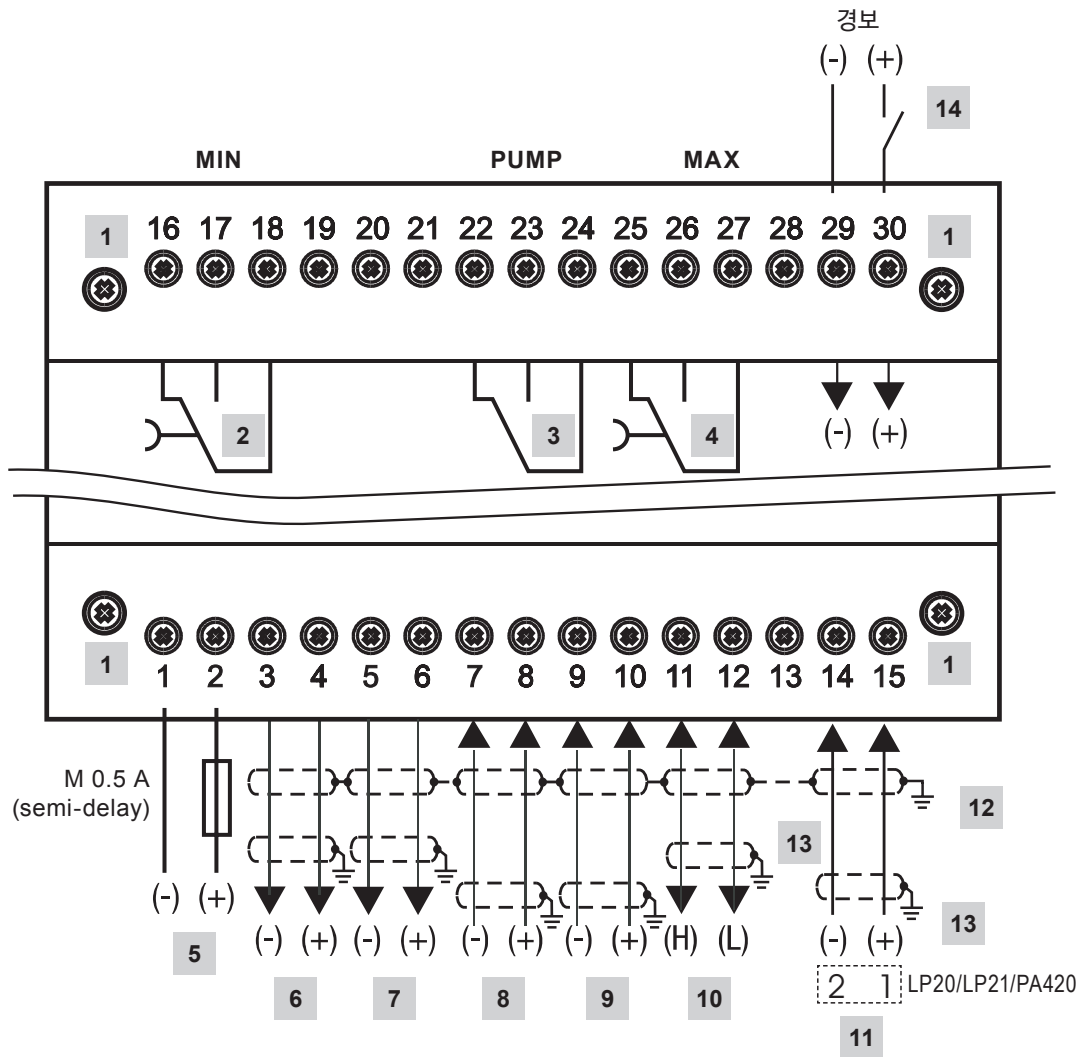 경보
(-) (+)
14
MIN PUMP MAX
1 16 17 18 19 20 21 22 23 24 25 26 27 28 29 30 1
2 3 4 (-) (+)
1 1 2 3 4 5 6 7 8 9 10 11 12 13 14 15 1
M 0.5 A
(semi-delay)
12
13
(-) (+)
13
5
(-) (+) (-) (+) (-) (+) (-) (+) (H) (L) (-) (+)
6 7 8 9 10
2 1 LP20/LP21/PA420
11